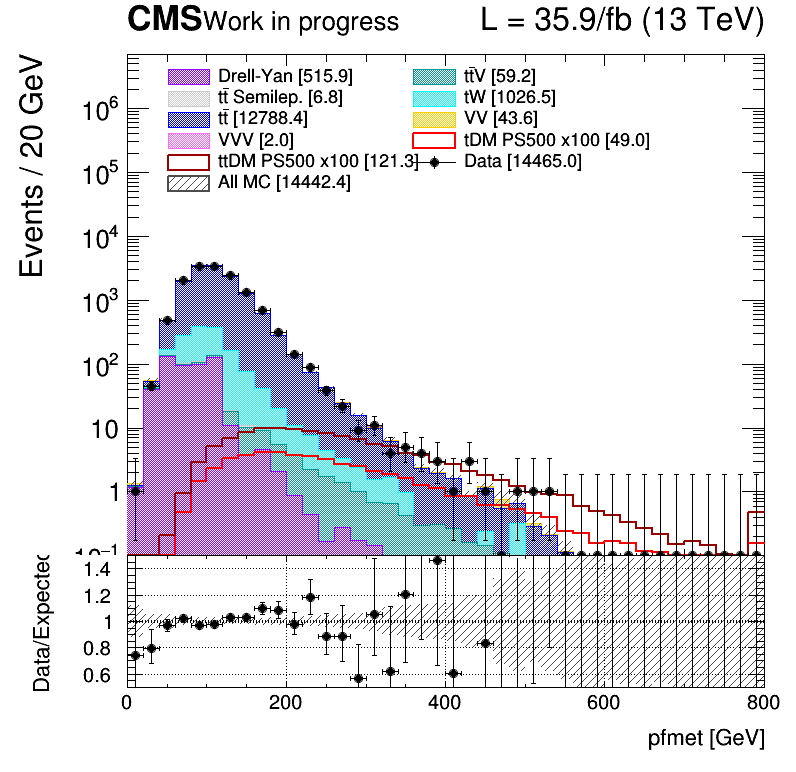 CMS Work in progress L = 35.9/fb (13 TeV)
Events / 20 GeV
Drell-Yan [515.9] tt̄V [59.2]
tt̄ Semilep. [6.8] tW [1026.5]
tt̄ [12788.4] VV [43.6]
VVV [2.0] tDM PS500 x100 [49.0]
ttDM PS500 x100 [121.3] Data [14465.0]
All MC [14442.4]
10⁶
10⁵
10⁴
10³
10²
10
1
10⁻¹
Data/Expected
1.4
1.2
1
0.8
0.6
0 200 400 600 800
pfmet [GeV]